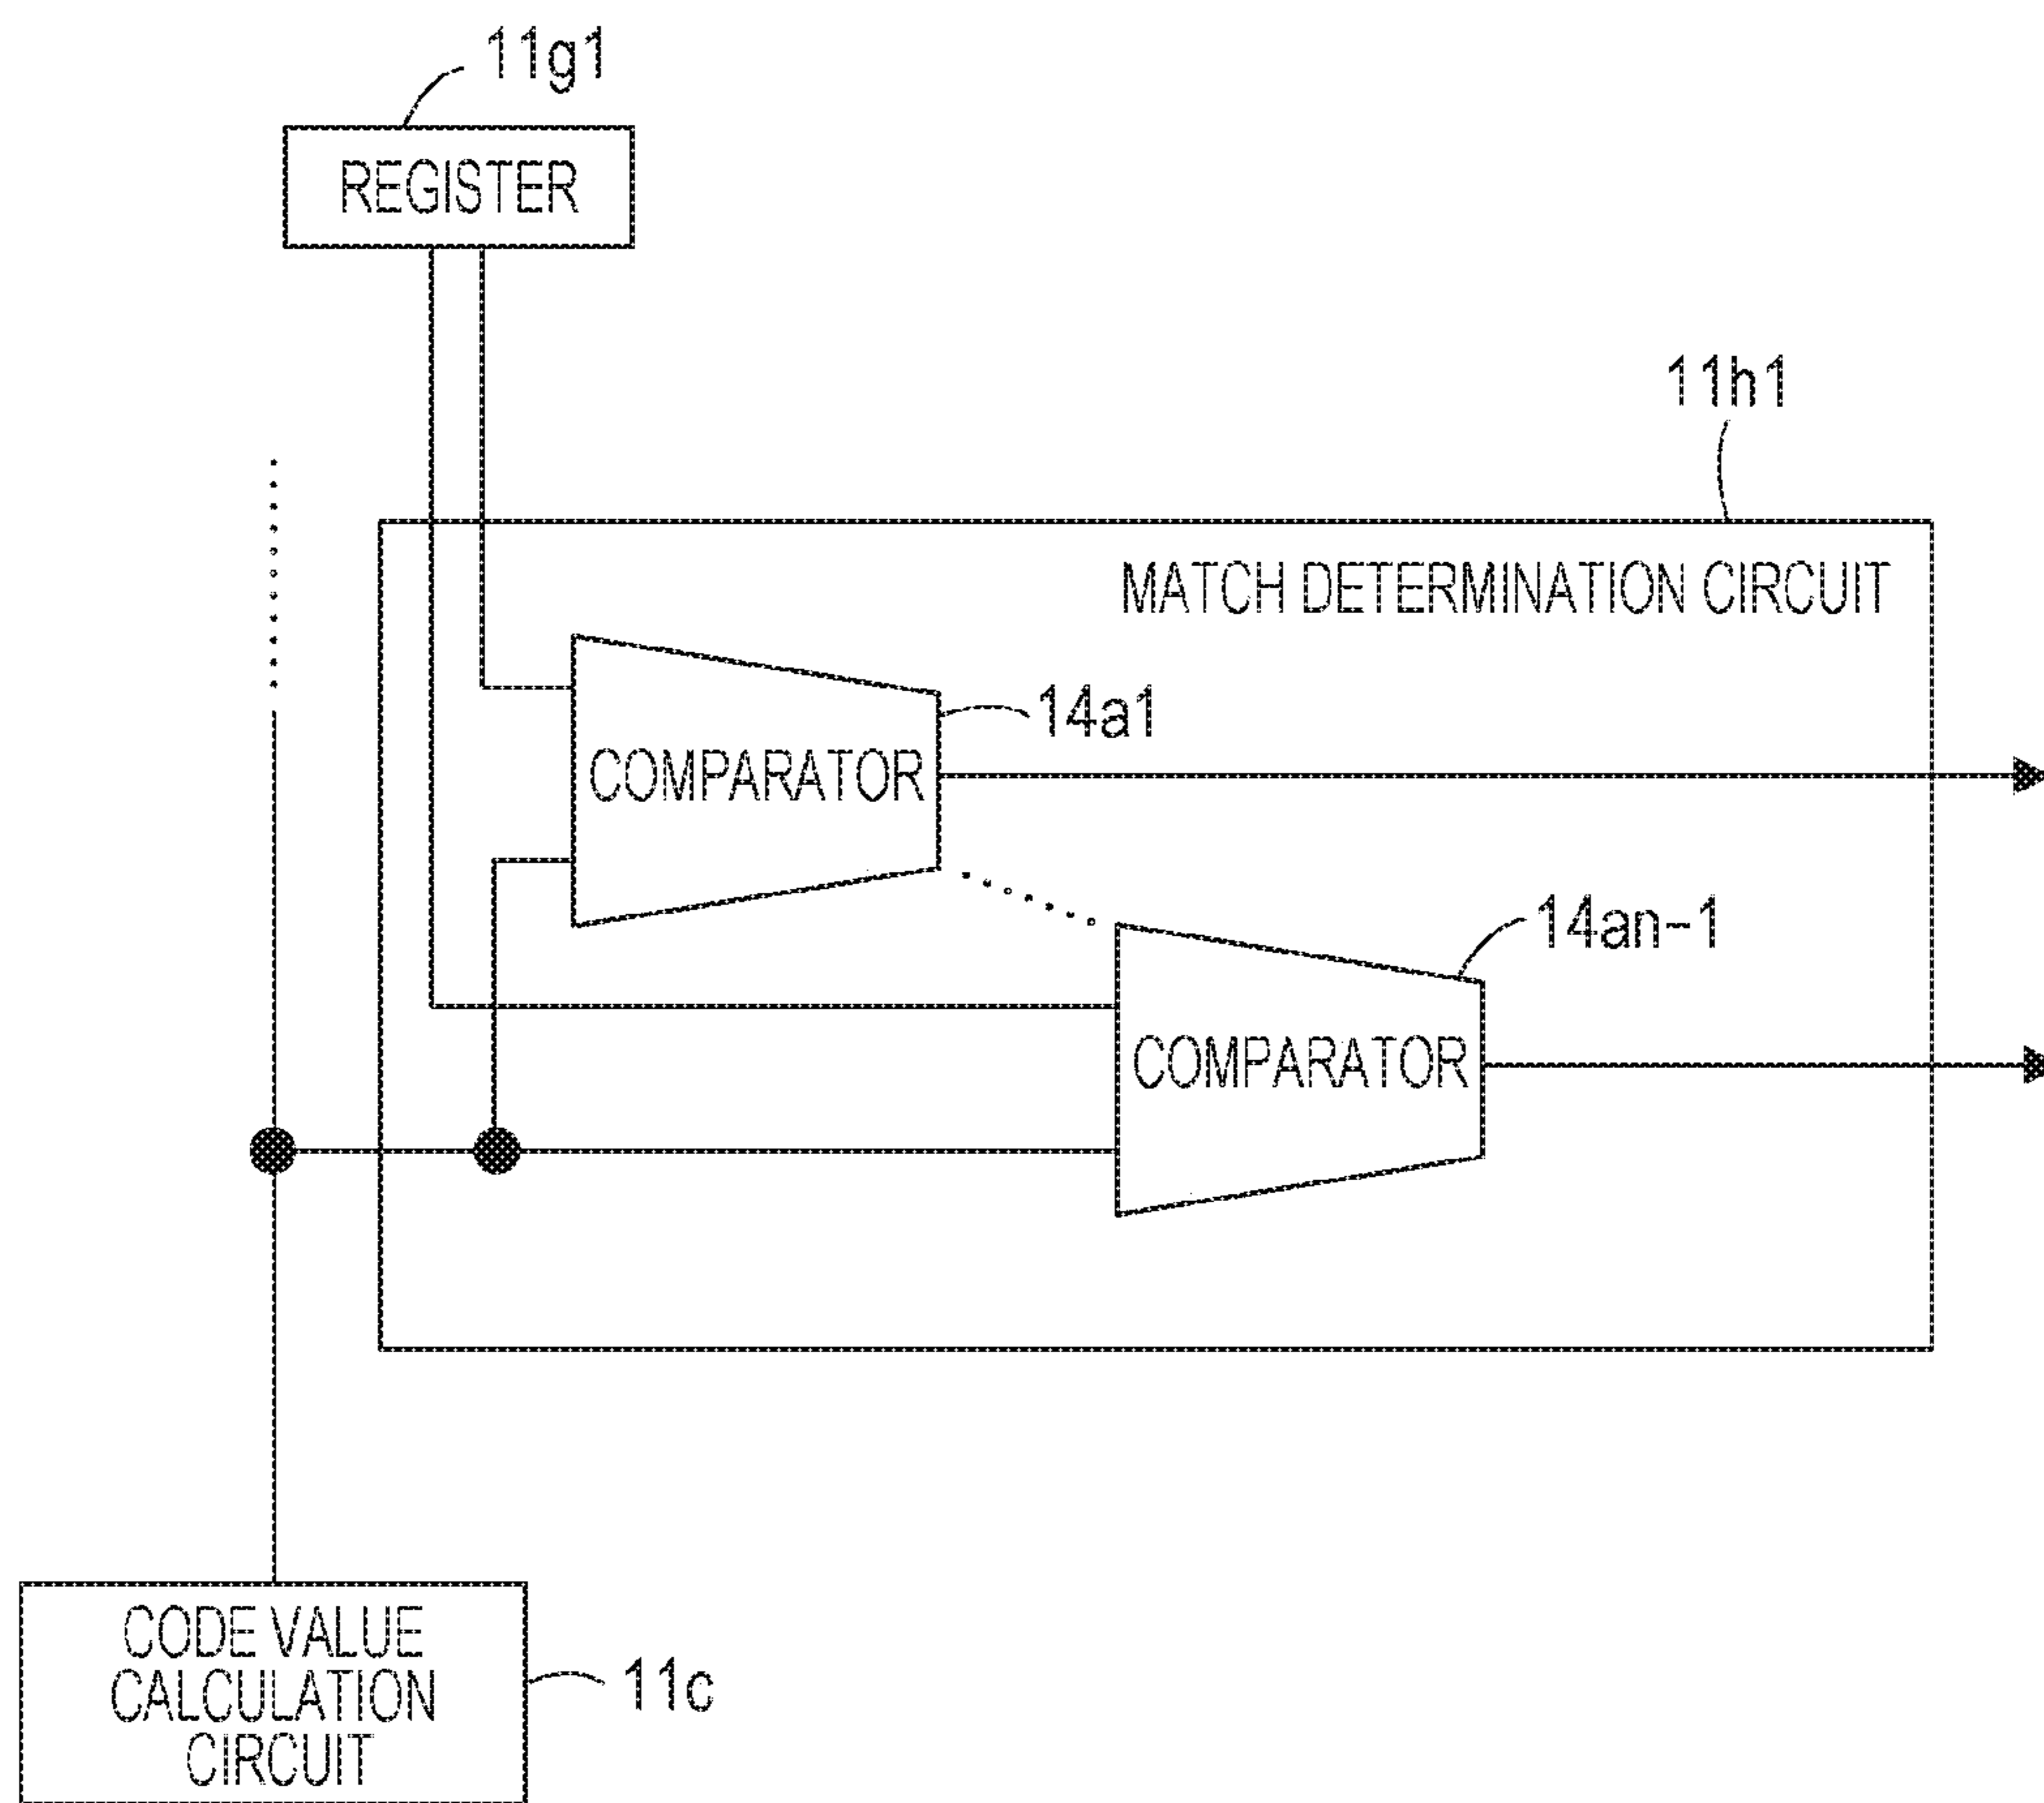 11g1
REGISTER
11h1
MATCH DETERMINATION CIRCUIT
14a1
COMPARATOR
14an-1
COMPARATOR
CODE VALUE
CALCULATION
CIRCUIT
11c